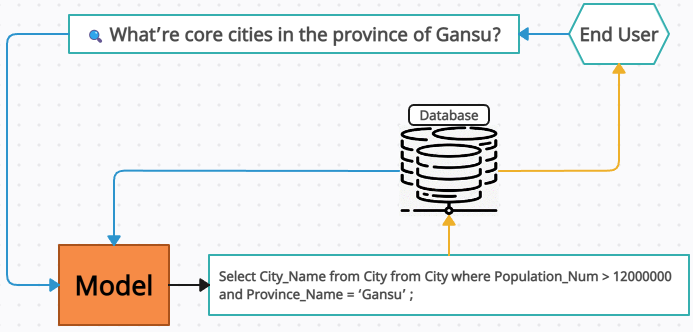 What're core cities in the province of Gansu?
End User
Database
Model
Select City_Name from City from City where Population_Num > 12000000
and Province_Name = ‘Gansu’ ;